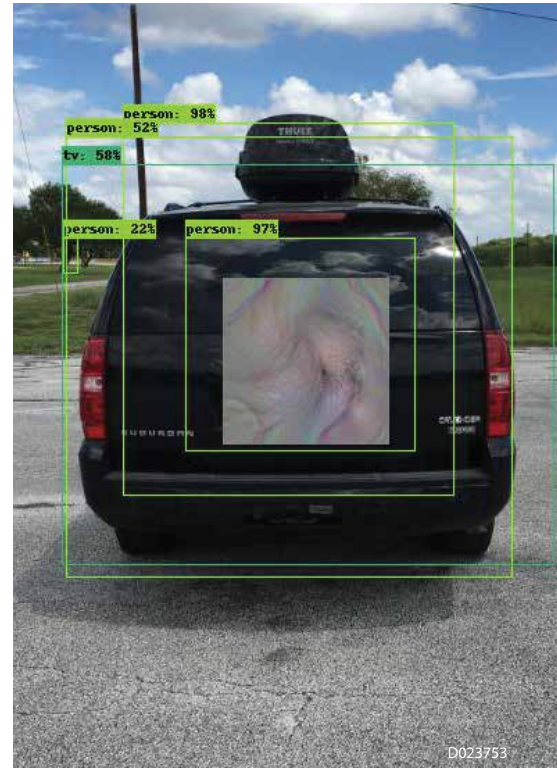 person: 98%
person: 52%
THULE
tv: 58%
person: 22%
person: 97%
SUBURBAN
D023753